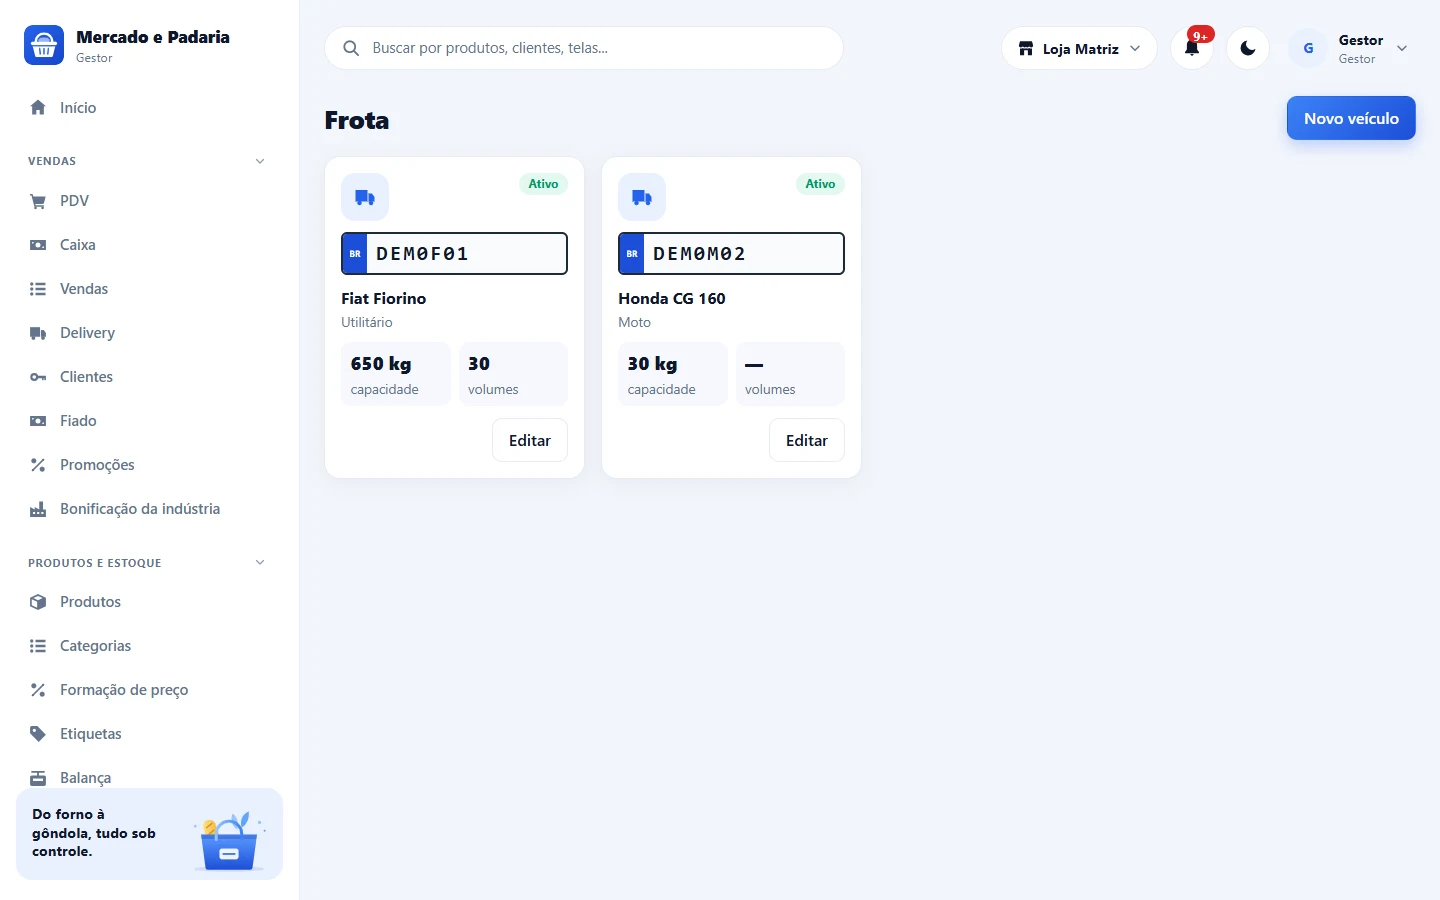 Mercado e Padaria
Gestor
Início
VENDAS
PDV
Caixa
Vendas
Delivery
Clientes
Fiado
Promoções
Bonificação da indústria
PRODUTOS E ESTOQUE
Produtos
Categorias
Formação de preço
Etiquetas
Balança
Do forno à
gôndola, tudo sob
controle.
Buscar por produtos, clientes, telas...
Loja Matriz
9+
G
Gestor
Gestor
Frota
Novo veículo
Ativo
BR DEM0F01
Fiat Fiorino
Utilitário
650 kg
capacidade
30
volumes
Editar
Ativo
BR DEM0M02
Honda CG 160
Moto
30 kg
capacidade
—
volumes
Editar